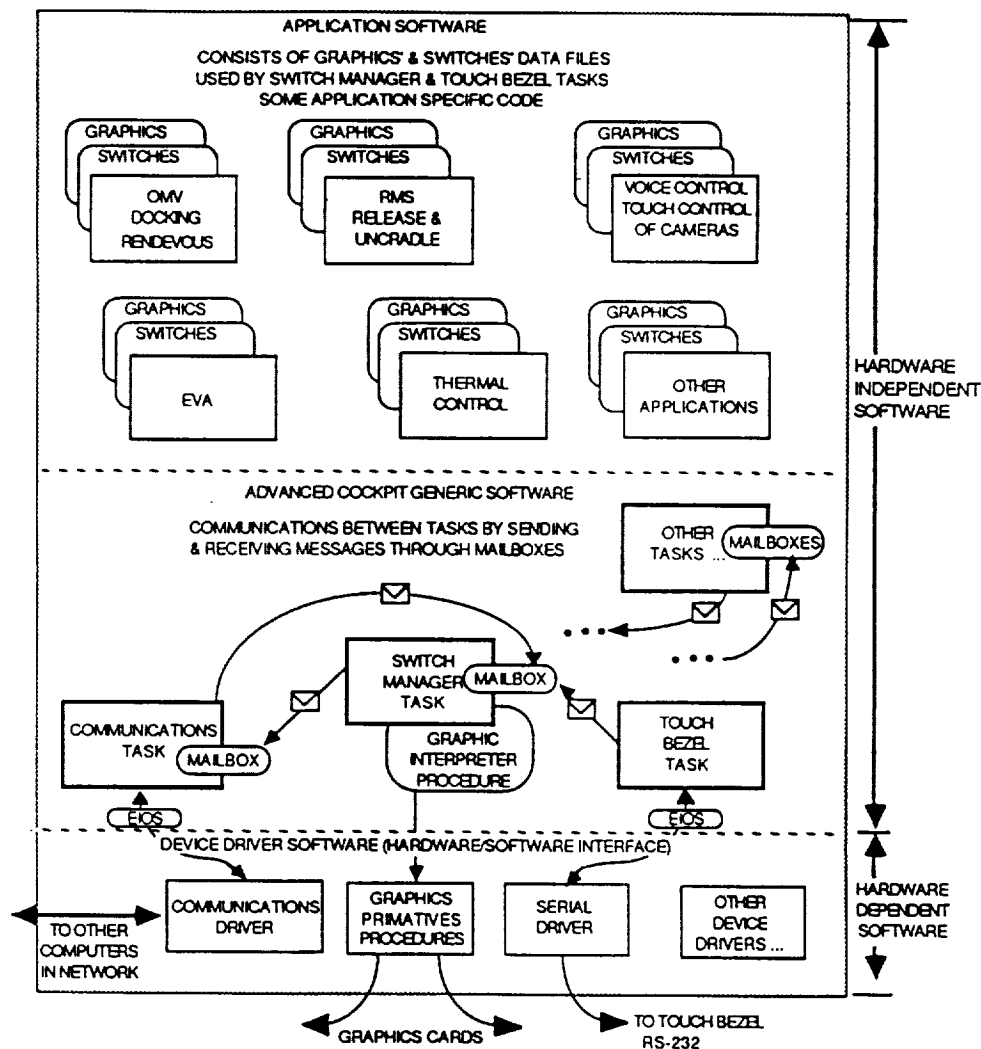 APPLICATION SOFTWARE
CONSISTS OF GRAPHICS' & SWITCHES' DATA FILES
USED BY SWITCH MANAGER & TOUCH BEZEL TASKS
SOME APPLICATION SPECIFIC CODE
GRAPHICS
SWITCHES
OMV
DOCKING
RENDEVOUS
GRAPHICS
SWITCHES
RMS
RELEASE &
UNCRADLE
GRAPHICS
SWITCHES
VOICE CONTROL
TOUCH CONTROL
OF CAMERAS
GRAPHICS
SWITCHES
EVA
GRAPHICS
SWITCHES
THERMAL
CONTROL
GRAPHICS
SWITCHES
OTHER
APPLICATIONS
HARDWARE
INDEPENDENT
SOFTWARE
ADVANCED COCKPIT GENERIC SOFTWARE
COMMUNICATIONS BETWEEN TASKS BY SENDING
& RECEIVING MESSAGES THROUGH MAILBOXES
OTHER
TASKS ...
MAILBOXES
SWITCH
MANAGER
TASK
MAILBOX
COMMUNICATIONS
TASK
MAILBOX
GRAPHIC
INTERPRETER
PROCEDURE
TOUCH
BEZEL
TASK
EIOS
EIOS
DEVICE DRIVER SOFTWARE (HARDWARE/SOFTWARE INTERFACE)
COMMUNICATIONS
DRIVER
GRAPHICS
PRIMATIVES
PROCEDURES
SERIAL
DRIVER
OTHER
DEVICE
DRIVERS ...
HARDWARE
DEPENDENT
SOFTWARE
TO OTHER
COMPUTERS
IN NETWORK
GRAPHICS CARDS
TO TOUCH BEZEL
RS-232